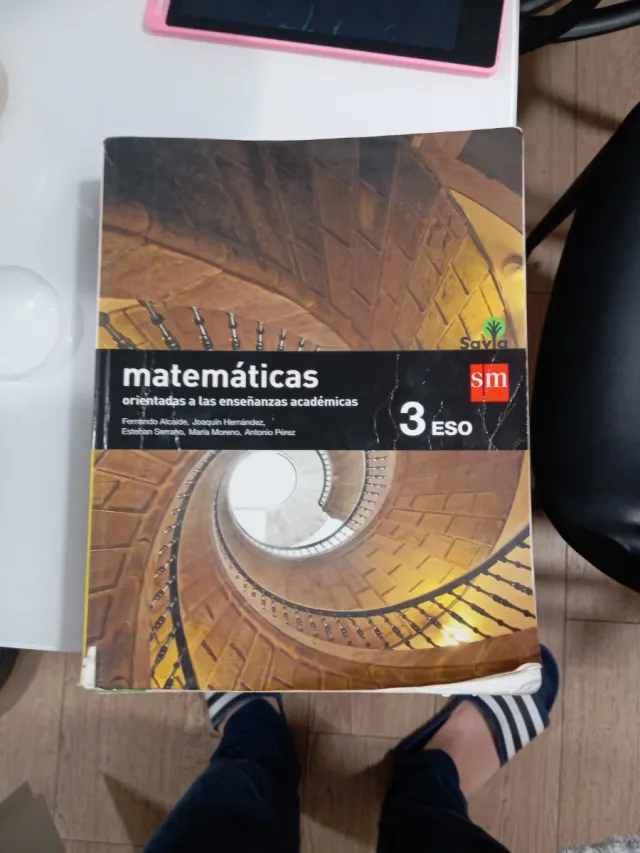 Savia
matemáticas
sm
orientadas a las enseñanzas académicas
3 ESO
Fernando Alcaide, Joaquín Hernández,
Esteban Serrano, María Moreno, Antonio Pérez